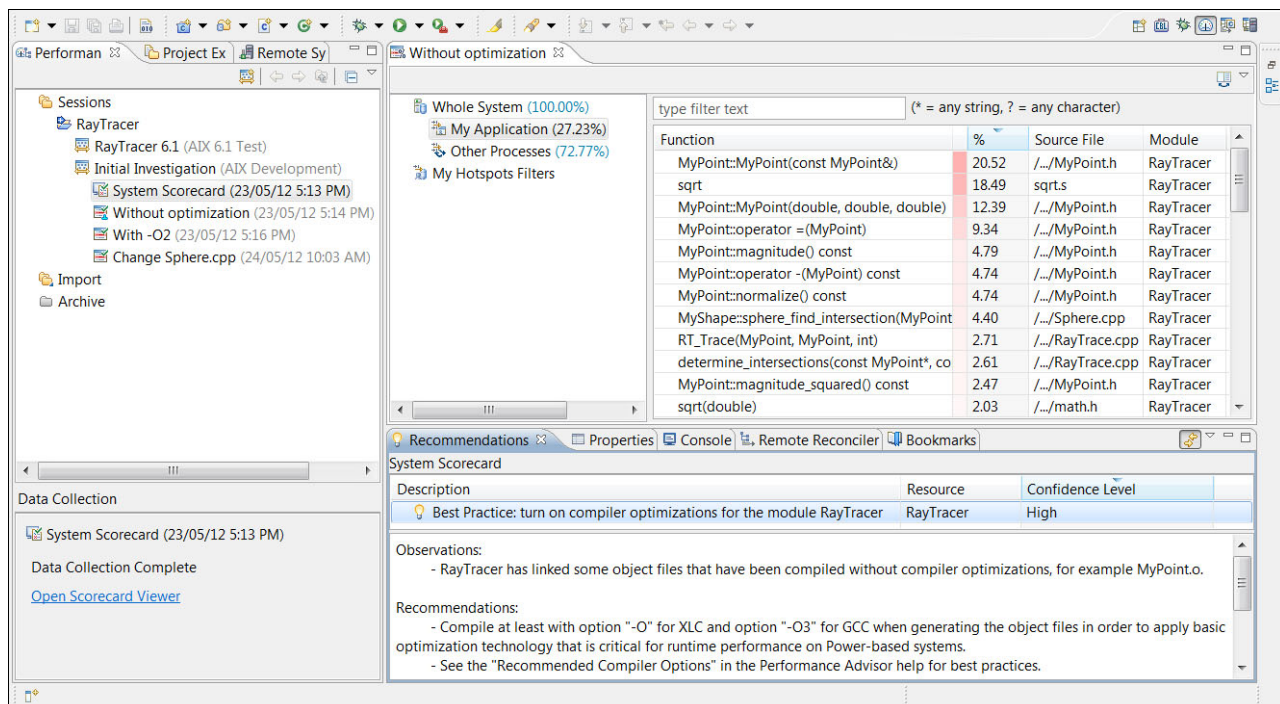 Performan
Project Ex
Remote Sy
Sessions
RayTracer
RayTracer 6.1 (AIX 6.1 Test)
Initial Investigation (AIX Development)
System Scorecard (23/05/12 5:13 PM)
Without optimization (23/05/12 5:14 PM)
With -O2 (23/05/12 5:16 PM)
Change Sphere.cpp (24/05/12 10:03 AM)
Import
Archive
Data Collection
System Scorecard (23/05/12 5:13 PM)
Data Collection Complete
Open Scorecard Viewer
Without optimization
Whole System (100.00%)
My Application (27.23%)
Other Processes (72.77%)
My Hotspots Filters
type filter text (* = any string, ? = any character)
Function % Source File Module
MyPoint::MyPoint(const MyPoint&) 20.52 /.../MyPoint.h RayTracer
sqrt 18.49 sqrt.s RayTracer
MyPoint::MyPoint(double, double, double) 12.39 /.../MyPoint.h RayTracer
MyPoint::operator =(MyPoint) 9.34 /.../MyPoint.h RayTracer
MyPoint::magnitude() const 4.79 /.../MyPoint.h RayTracer
MyPoint::operator -(MyPoint) const 4.74 /.../MyPoint.h RayTracer
MyPoint::normalize() const 4.74 /.../MyPoint.h RayTracer
MyShape::sphere_find_intersection(MyPoint 4.40 /.../Sphere.cpp RayTracer
RT_Trace(MyPoint, MyPoint, int) 2.71 /.../RayTrace.cpp RayTracer
determine_intersections(const MyPoint*, co 2.61 /.../RayTrace.cpp RayTracer
MyPoint::magnitude_squared() const 2.47 /.../MyPoint.h RayTracer
sqrt(double) 2.03 /.../math.h RayTracer
Recommendations Properties Console Remote Reconciler Bookmarks
System Scorecard
Description Resource Confidence Level
Best Practice: turn on compiler optimizations for the module RayTracer RayTracer High
Observations:
- RayTracer has linked some object files that have been compiled without compiler optimizations, for example MyPoint.o.
Recommendations:
- Compile at least with option "-O" for XLC and option "-O3" for GCC when generating the object files in order to apply basic
optimization technology that is critical for runtime performance on Power-based systems.
- See the "Recommended Compiler Options" in the Performance Advisor help for best practices.